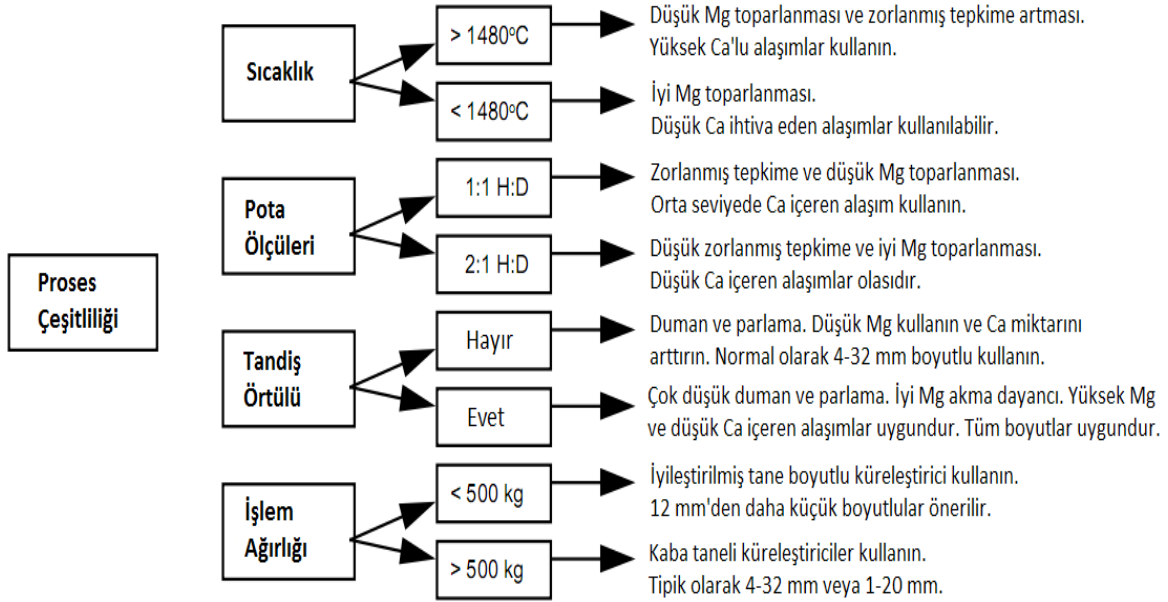 Proses
Çeşitliliği
Sıcaklık
> 1480ºC
Düşük Mg toparlanması ve zorlanmış tepkime artması.
Yüksek Ca'lu alaşımlar kullanın.
< 1480ºC
İyi Mg toparlanması.
Düşük Ca ihtiva eden alaşımlar kullanılabilir.
Pota
Ölçüleri
1:1 H:D
Zorlanmış tepkime ve düşük Mg toparlanması.
Orta seviyede Ca içeren alaşım kullanın.
2:1 H:D
Düşük zorlanmış tepkime ve iyi Mg toparlanması.
Düşük Ca içeren alaşımlar olasıdır.
Tandiş
Örtülü
Hayır
Duman ve parlama. Düşük Mg kullanın ve Ca miktarını
arttırın. Normal olarak 4-32 mm boyutlu kullanın.
Evet
Çok düşük duman ve parlama. İyi Mg akma dayancı. Yüksek Mg
ve düşük Ca içeren alaşımlar uygundur. Tüm boyutlar uygundur.
İşlem
Ağırlığı
< 500 kg
İyileştirilmiş tane boyutlu küreleştirici kullanın.
12 mm'den daha küçük boyutlular önerilir.
> 500 kg
Kaba taneli küreleştiriciler kullanın.
Tipik olarak 4-32 mm veya 1-20 mm.